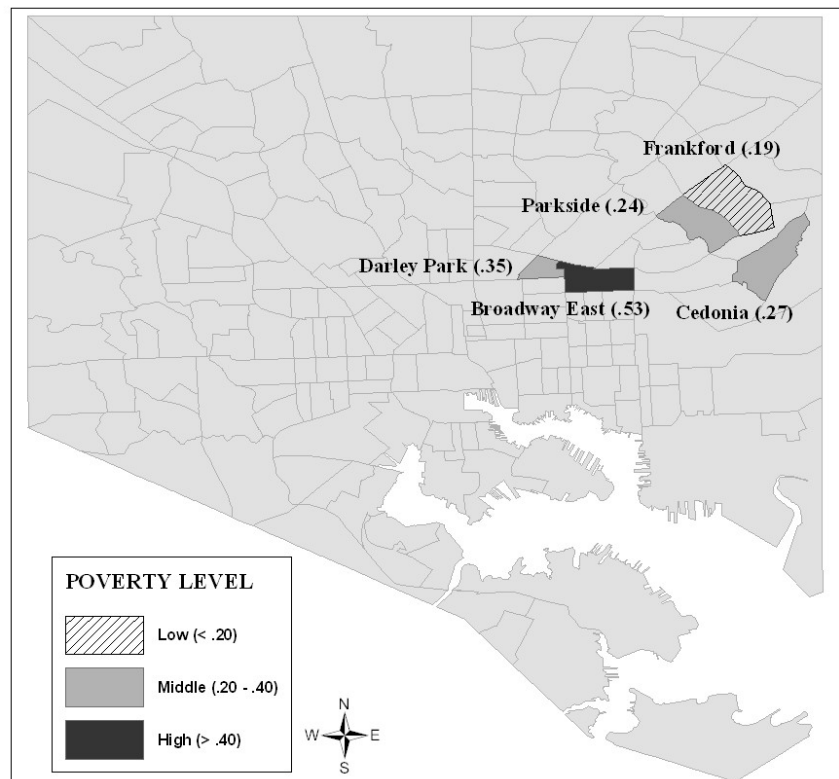 Frankford (.19)
Parkside (.24)
Darley Park (.35)
Broadway East (.53)
Cedonia (.27)
POVERTY LEVEL
Low (< .20)
Middle (.20 - .40)
High (> .40)
N
W E
S